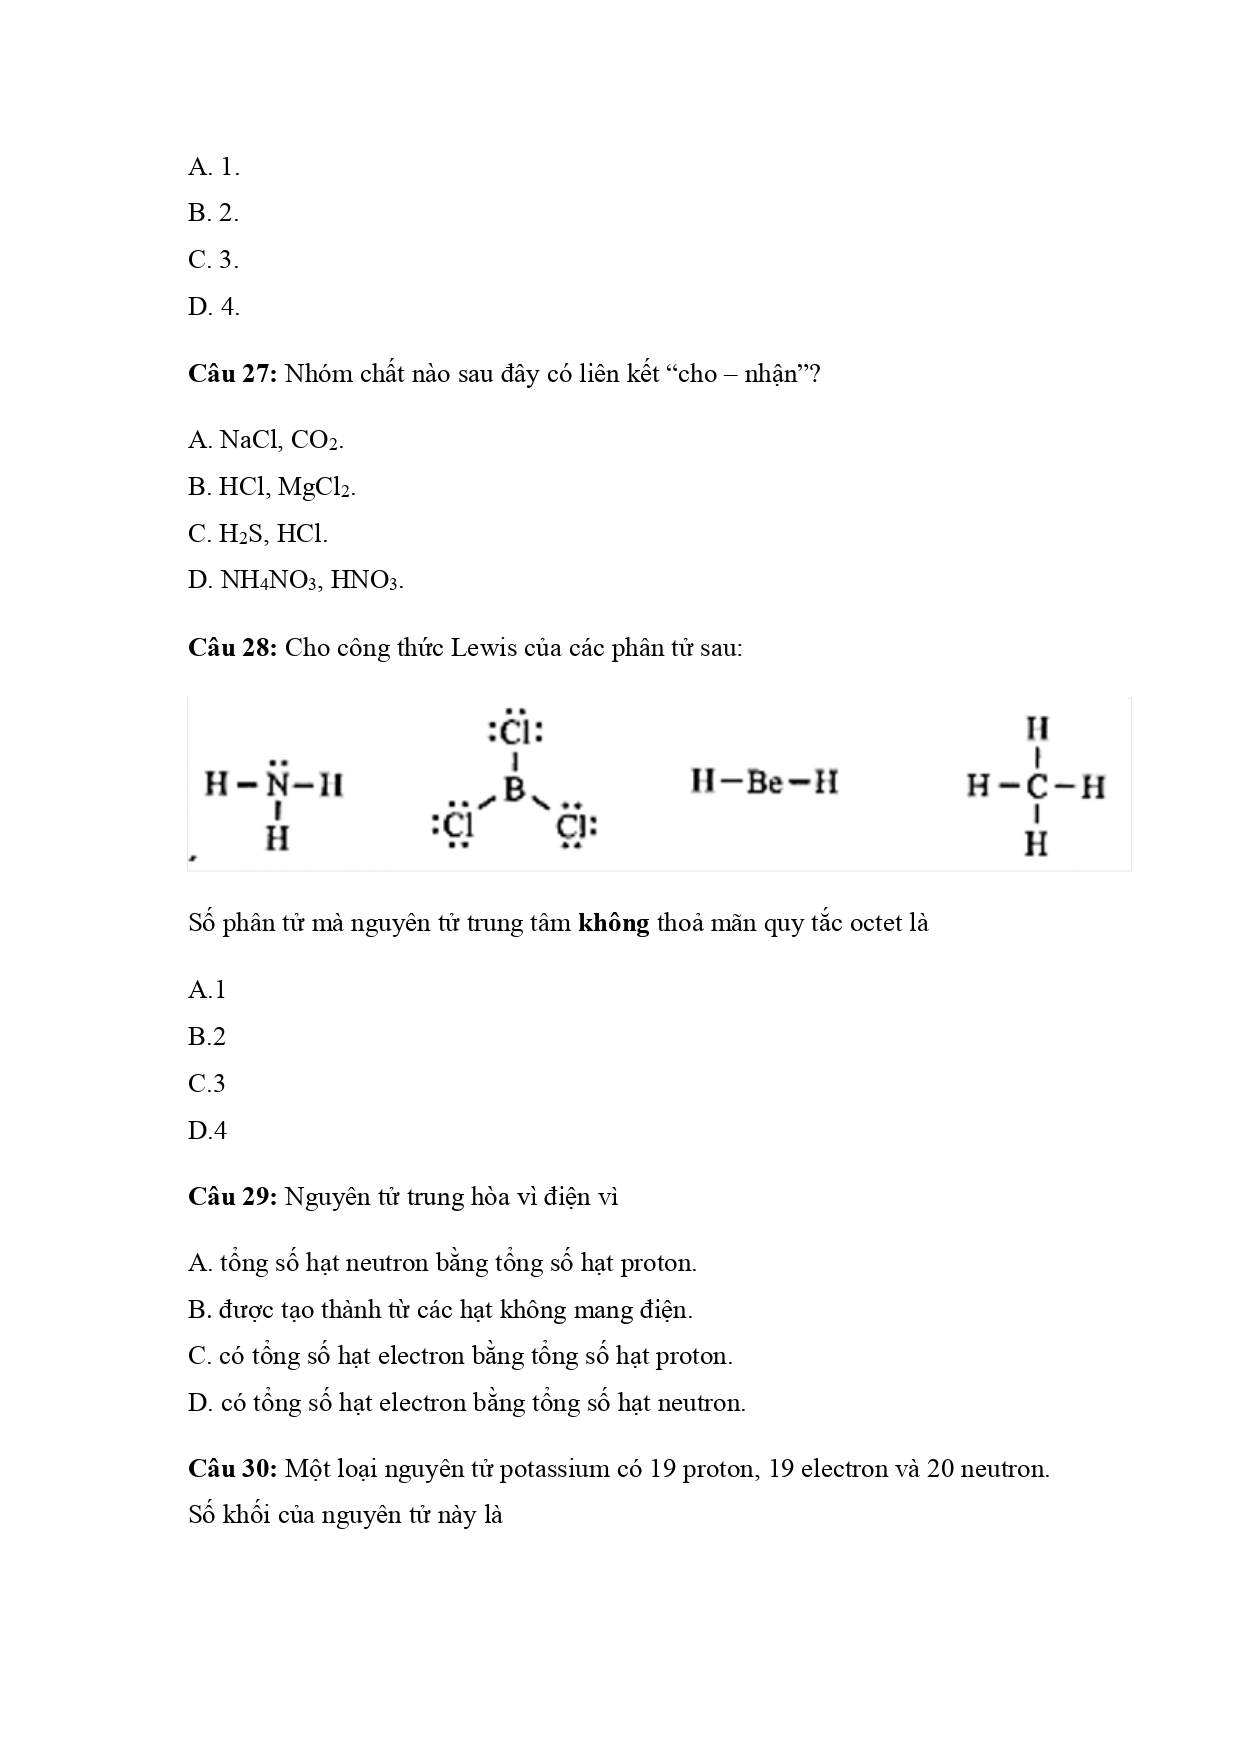 A. 1.
B. 2.
C. 3.
D. 4.
Câu 27: Nhóm chất nào sau đây có liên kết “cho – nhận”?
A. NaCl, CO₂.
B. HCl, MgCl₂.
C. H₂S, HCl.
D. NH₄NO₃, HNO₃.
Câu 28: Cho công thức Lewis của các phân tử sau:
H – N – H
H
Cl
B
Cl Cl
H – Be – H
H
H – C – H
H
Số phân tử mà nguyên tử trung tâm không thoả mãn quy tắc octet là
A.1
B.2
C.3
D.4
Câu 29: Nguyên tử trung hòa vì điện vì
A. tổng số hạt neutron bằng tổng số hạt proton.
B. được tạo thành từ các hạt không mang điện.
C. có tổng số hạt electron bằng tổng số hạt proton.
D. có tổng số hạt electron bằng tổng số hạt neutron.
Câu 30: Một loại nguyên tử potassium có 19 proton, 19 electron và 20 neutron.
Số khối của nguyên tử này là